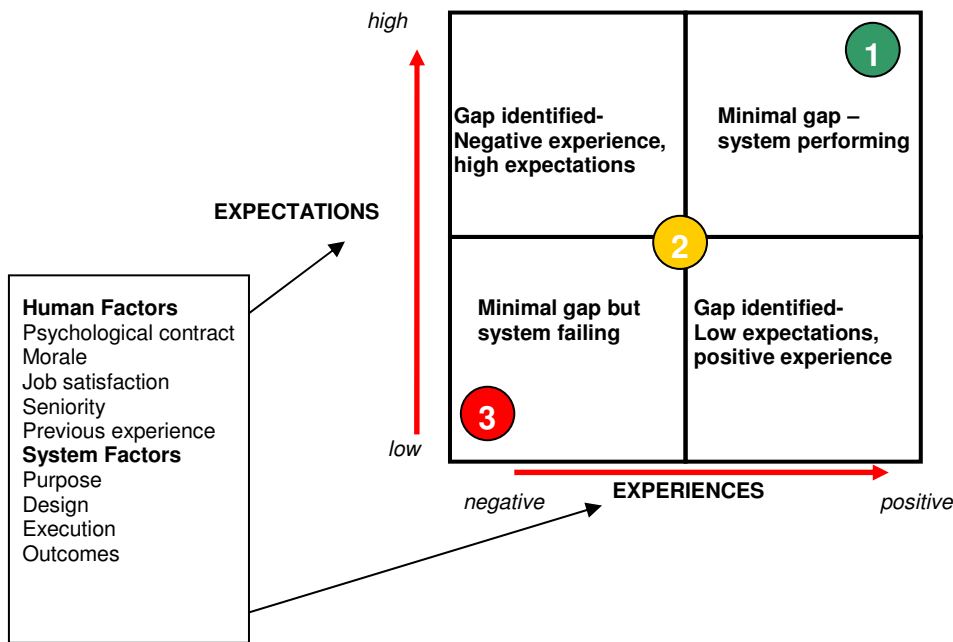 high
1
Gap identified-
Negative experience,
high expectations
Minimal gap –
system performing
EXPECTATIONS
2
Human Factors
Psychological contract
Morale
Job satisfaction
Seniority
Previous experience
System Factors
Purpose
Design
Execution
Outcomes
Minimal gap but
system failing
Gap identified-
Low expectations,
positive experience
3
low
negative
EXPERIENCES
positive